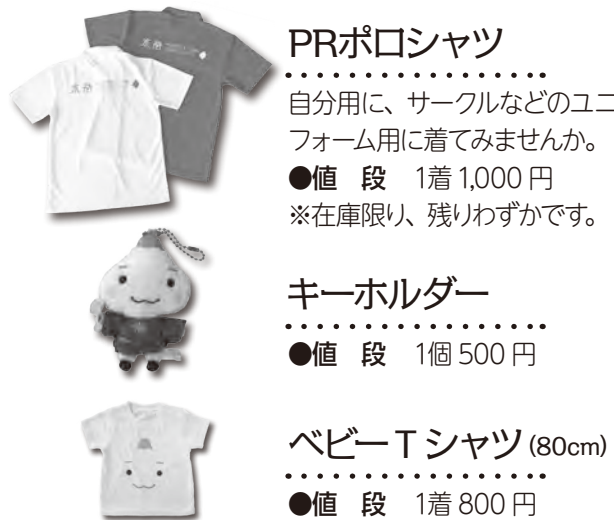 PRポロシャツ
自分用に、サークルなどのユニ
フォーム用に着てみませんか。
●値　段　1着 1,000 円
※在庫限り、残りわずかです。
キーホルダー
●値　段　1個 500 円
ベビーTシャツ (80cm)
●値　段　1着 800 円